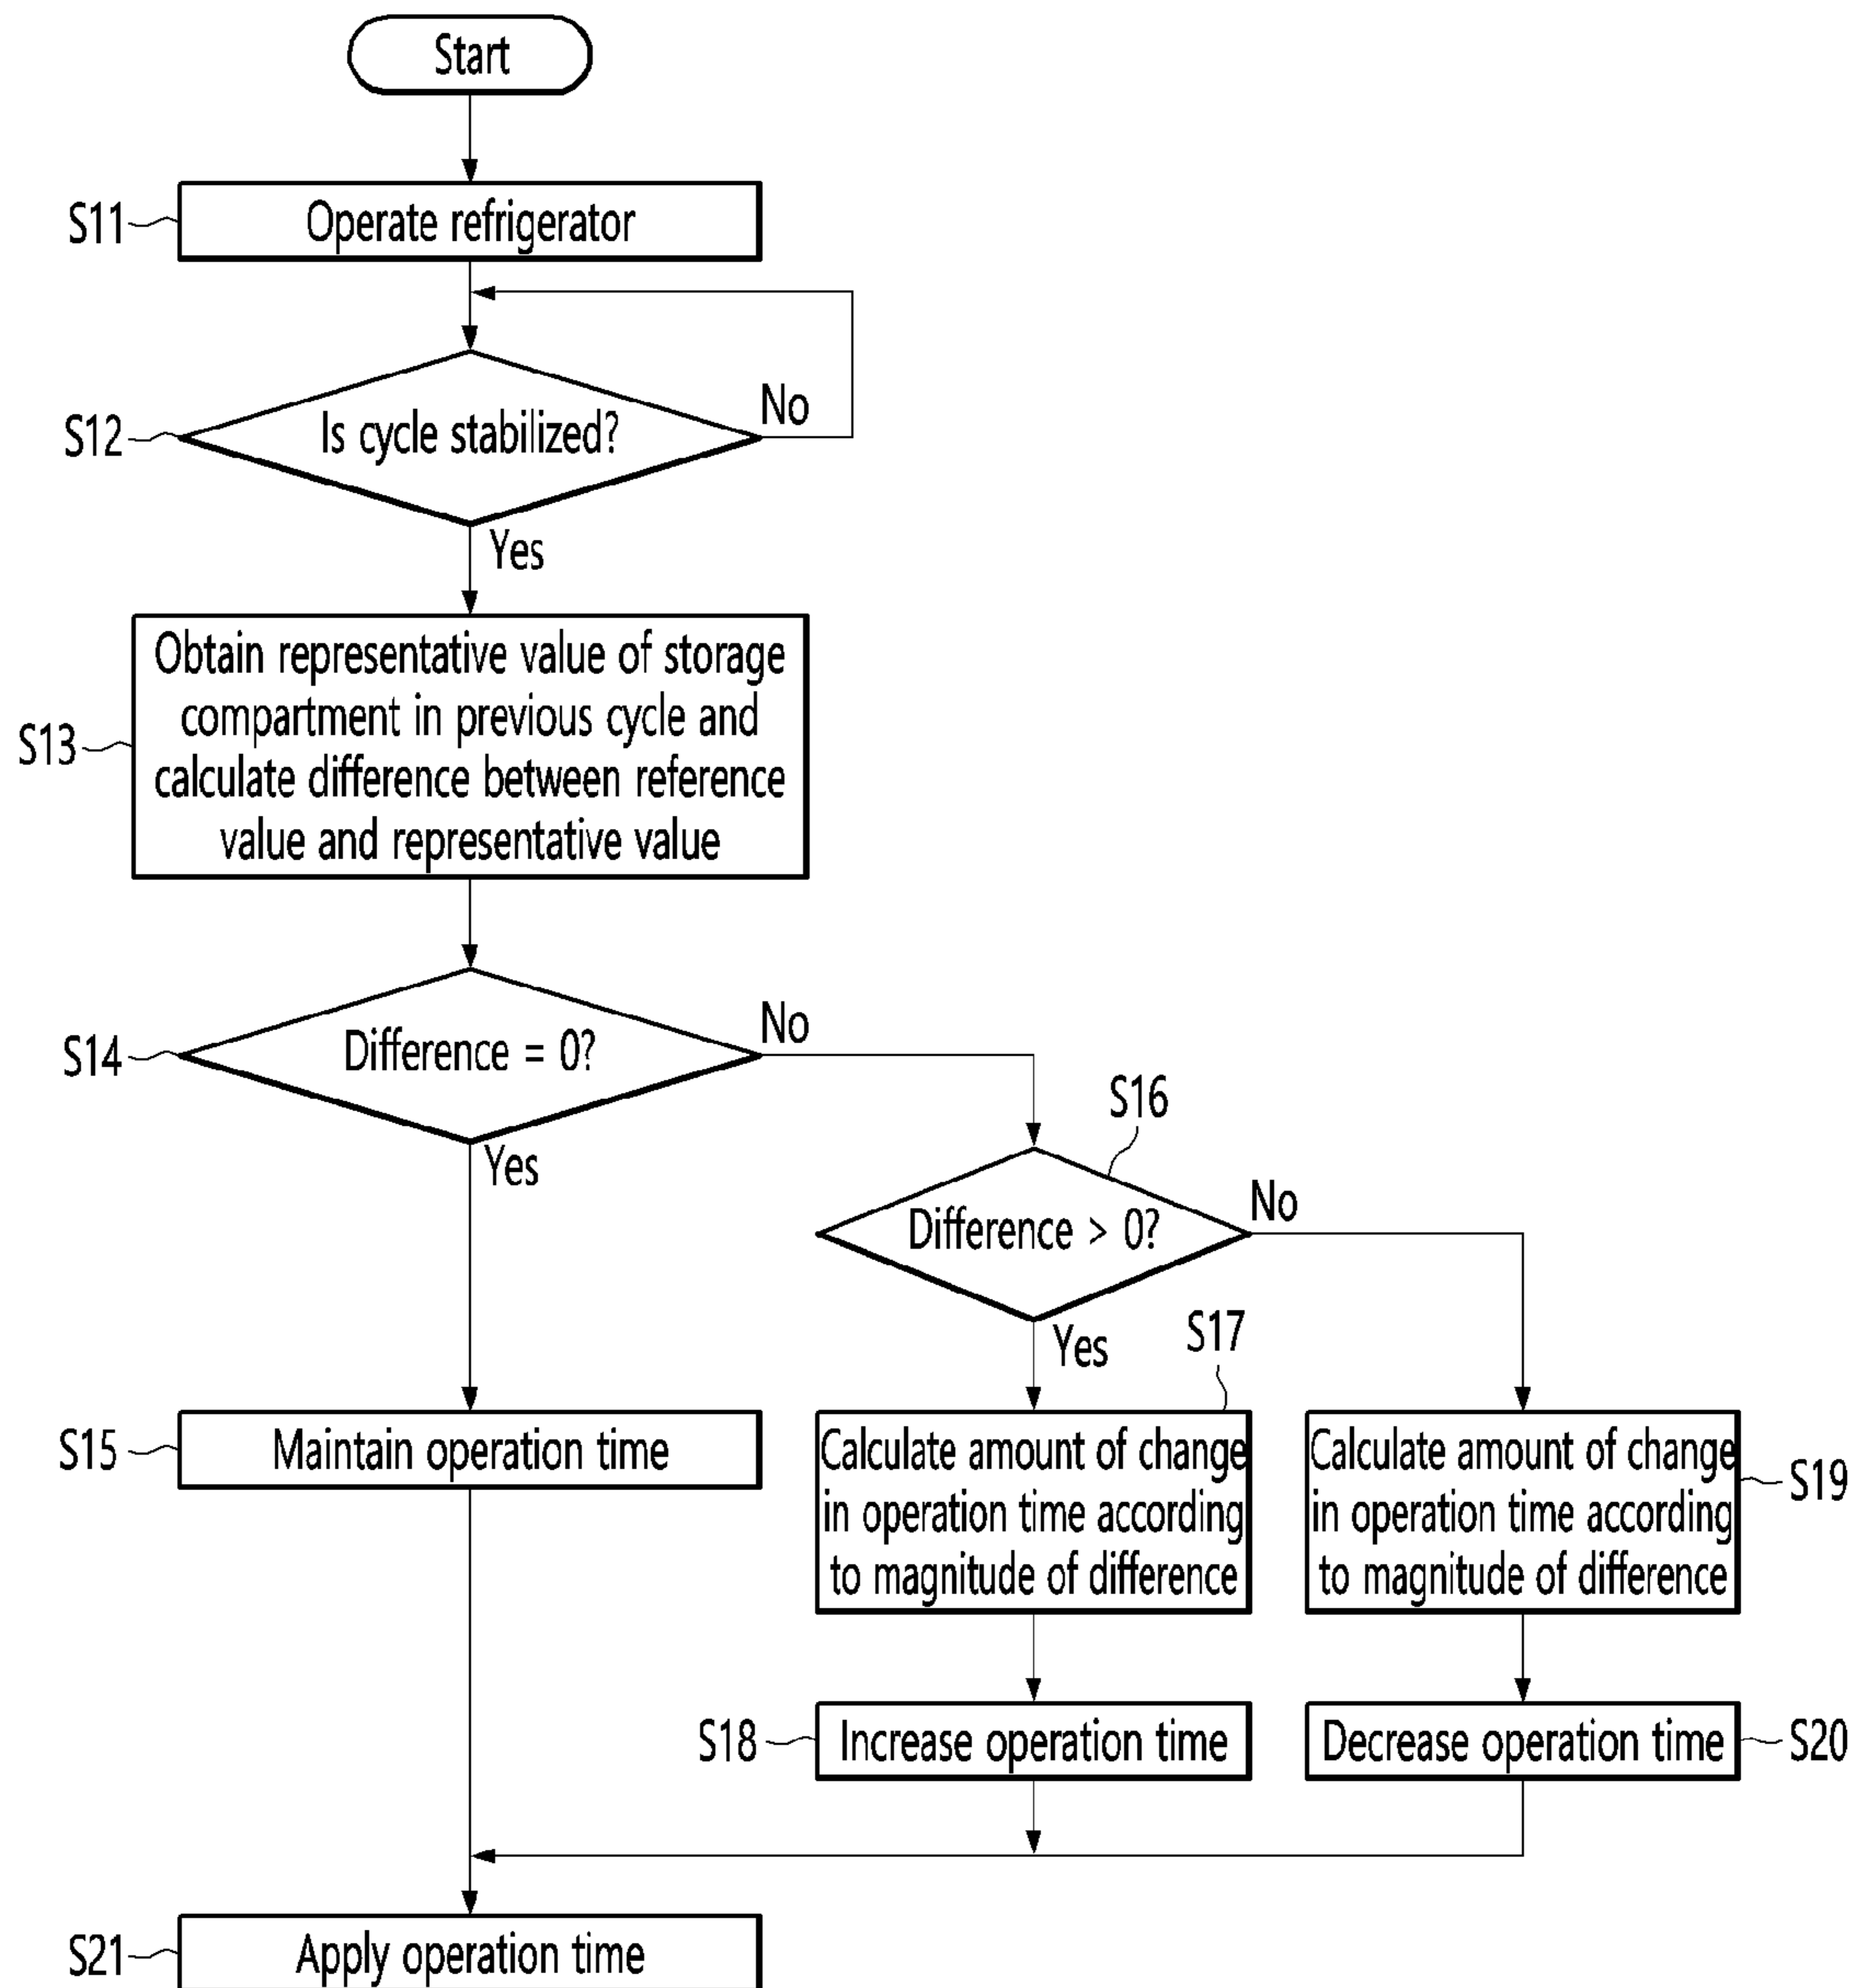 Start
S11
Operate refrigerator
S12
Is cycle stabilized?
No
Yes
S13
Obtain representative value of storage
compartment in previous cycle and
calculate difference between reference
value and representative value
S14
Difference = 0?
No
Yes
S16
Difference > 0?
No
Yes
S15
Maintain operation time
S17
Calculate amount of change
in operation time according
to magnitude of difference
S19
Calculate amount of change
in operation time according
to magnitude of difference
S18
Increase operation time
S20
Decrease operation time
S21
Apply operation time